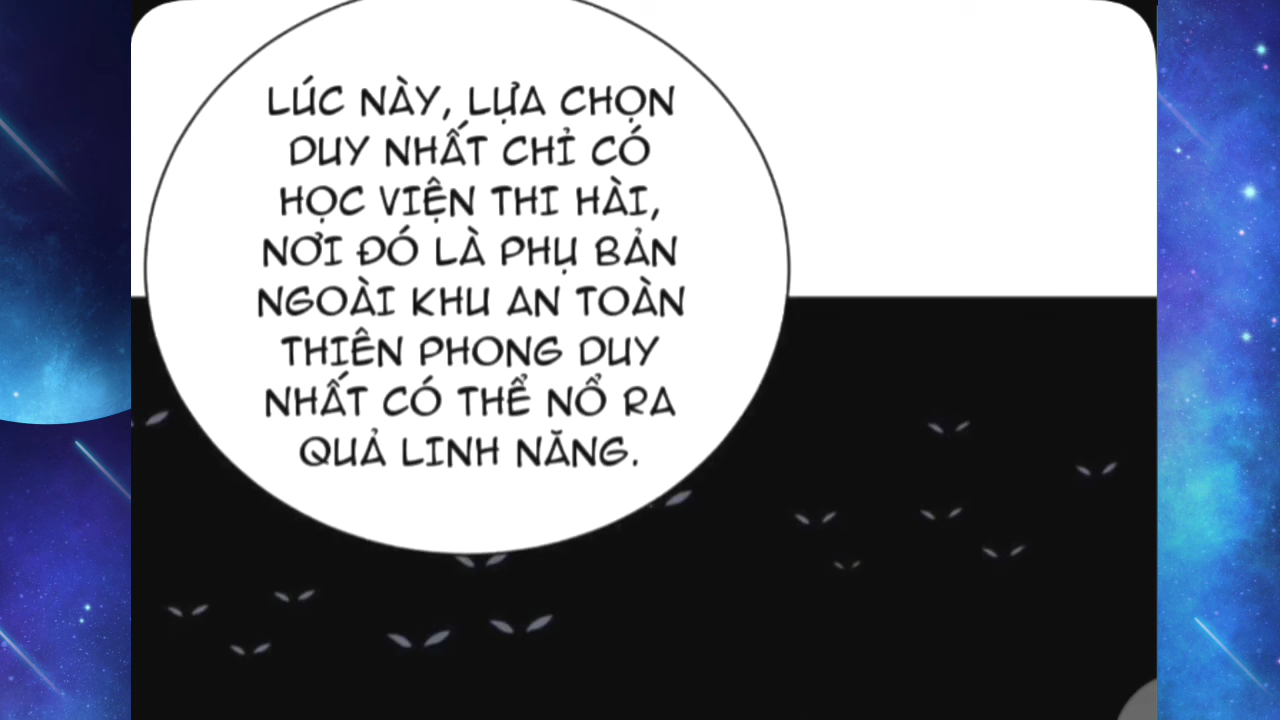 LÚC NÀY, LỰA CHỌN
DUY NHẤT CHỈ CÓ
HỌC VIỆN THI HÀI,
NƠI ĐÓ LÀ PHỤ BẢN
NGOÀI KHU AN TOÀN
THIÊN PHONG DUY
NHẤT CÓ THỂ NỔ RA
QUẢ LINH NĂNG.